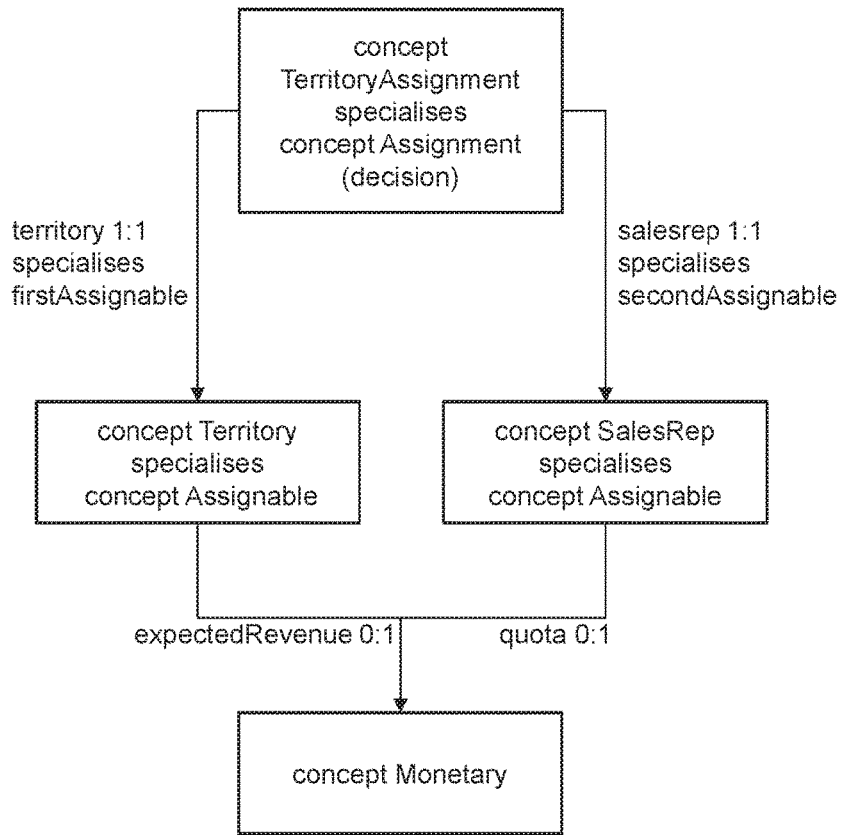 concept
TerritoryAssignment
specialises
concept Assignment
(decision)
territory 1:1
specialises
firstAssignable
salesrep 1:1
specialises
secondAssignable
concept Territory
specialises
concept Assignable
concept SalesRep
specialises
concept Assignable
expectedRevenue 0:1
quota 0:1
concept Monetary